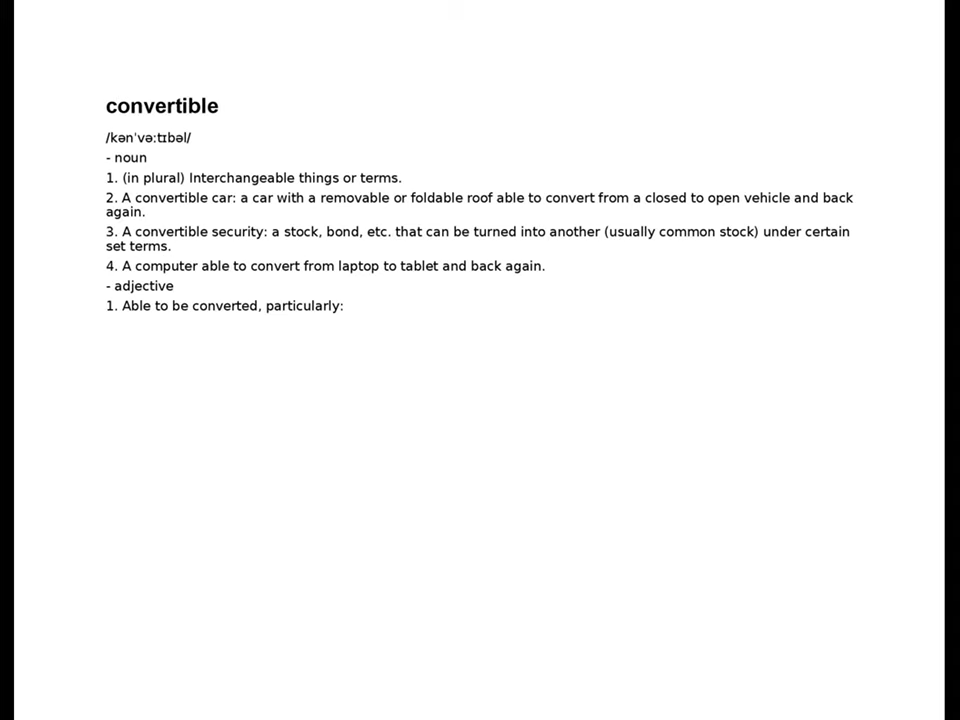 convertible
/kənˈvəːtɪbəl/
- noun
1. (in plural) Interchangeable things or terms.
2. A convertible car: a car with a removable or foldable roof able to convert from a closed to open vehicle and back
again.
3. A convertible security: a stock, bond, etc. that can be turned into another (usually common stock) under certain
set terms.
4. A computer able to convert from laptop to tablet and back again.
- adjective
1. Able to be converted, particularly: